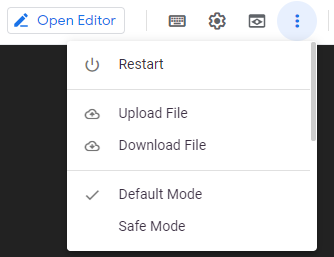 Open Editor
Restart
Upload File
Download File
Default Mode
Safe Mode